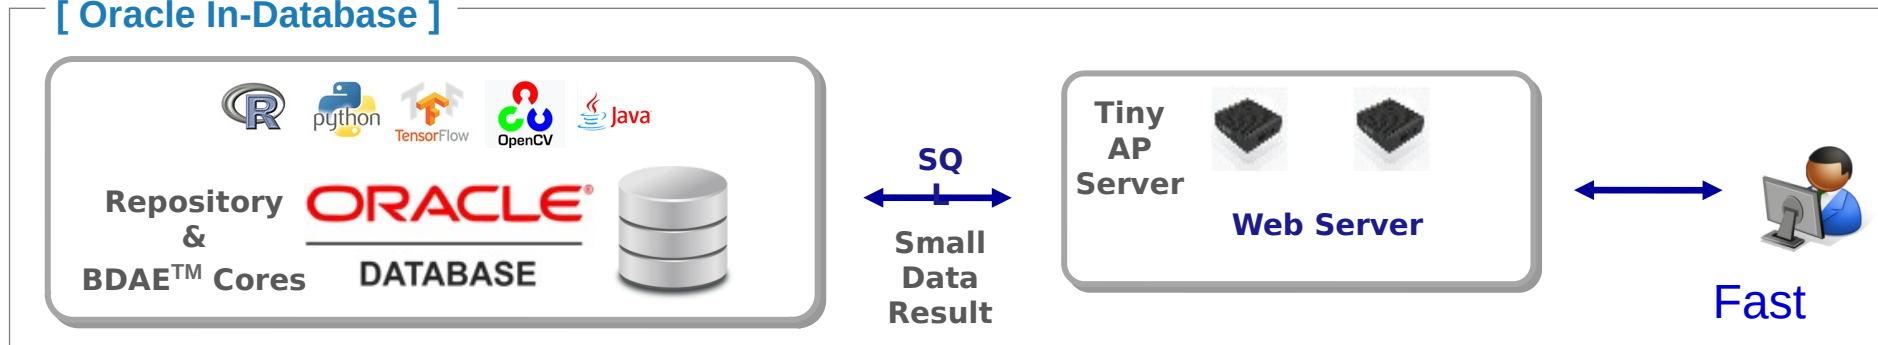 [ Oracle In-Database ]
R
python
TensorFlow
OpenCV
Java
Repository
&
BDAE™ Cores
ORACLE®
DATABASE
SQ
L
Small
Data
Result
Tiny
AP
Server
Web Server
Fast